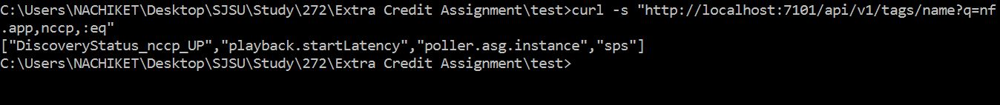 C:\Users\NACHIKET\Desktop\SJSU\Study\272\Extra Credit Assignment\test>curl -s "http://localhost:7101/api/v1/tags/name?q=nf
.app,nccp,:eq"
["DiscoveryStatus_nccp_UP","playback.startLatency","poller.asg.instance","sps"]
C:\Users\NACHIKET\Desktop\SJSU\Study\272\Extra Credit Assignment\test>